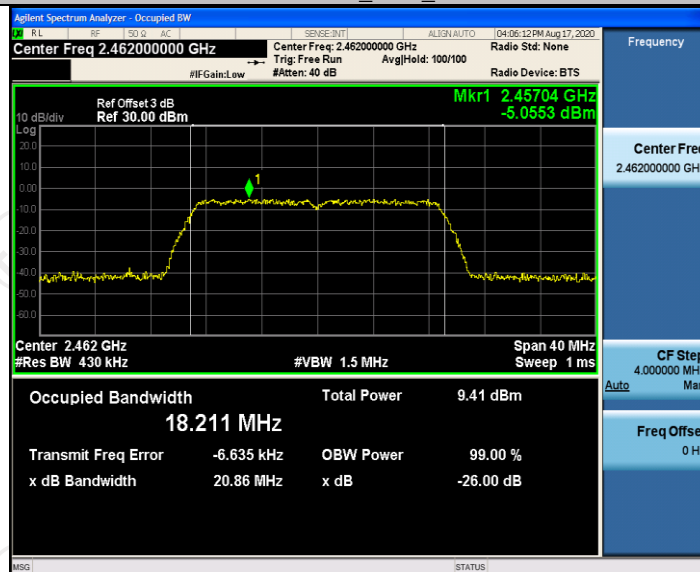 Agilent Spectrum Analyzer - Occupied BW
RL RF 50 Ω AC SENSE:INT ALIGN AUTO 04:06:12 PM Aug 17, 2020
Center Freq 2.462000000 GHz Center Freq: 2.462000000 GHz Radio Std: None
Trig: Free Run Avg|Hold: 100/100
#IFGain:Low #Atten: 40 dB Radio Device: BTS
Frequency
Mkr1 2.45704 GHz
-5.0553 dBm
Ref Offset 3 dB
10 dB/div Ref 30.00 dBm
Log
20.0
10.0
0.00
-10.0
-20.0
-30.0
-40.0
-50.0
-60.0
1
Center Fre
2.462000000 GH
Center 2.462 GHz Span 40 MHz
#Res BW 430 kHz #VBW 1.5 MHz Sweep 1 ms
CF Ste
4.000000 MH
Auto Ma
Occupied Bandwidth Total Power 9.41 dBm
18.211 MHz
Transmit Freq Error -6.635 kHz OBW Power 99.00 %
x dB Bandwidth 20.86 MHz x dB -26.00 dB
Freq Offse
0 H
MSG STATUS